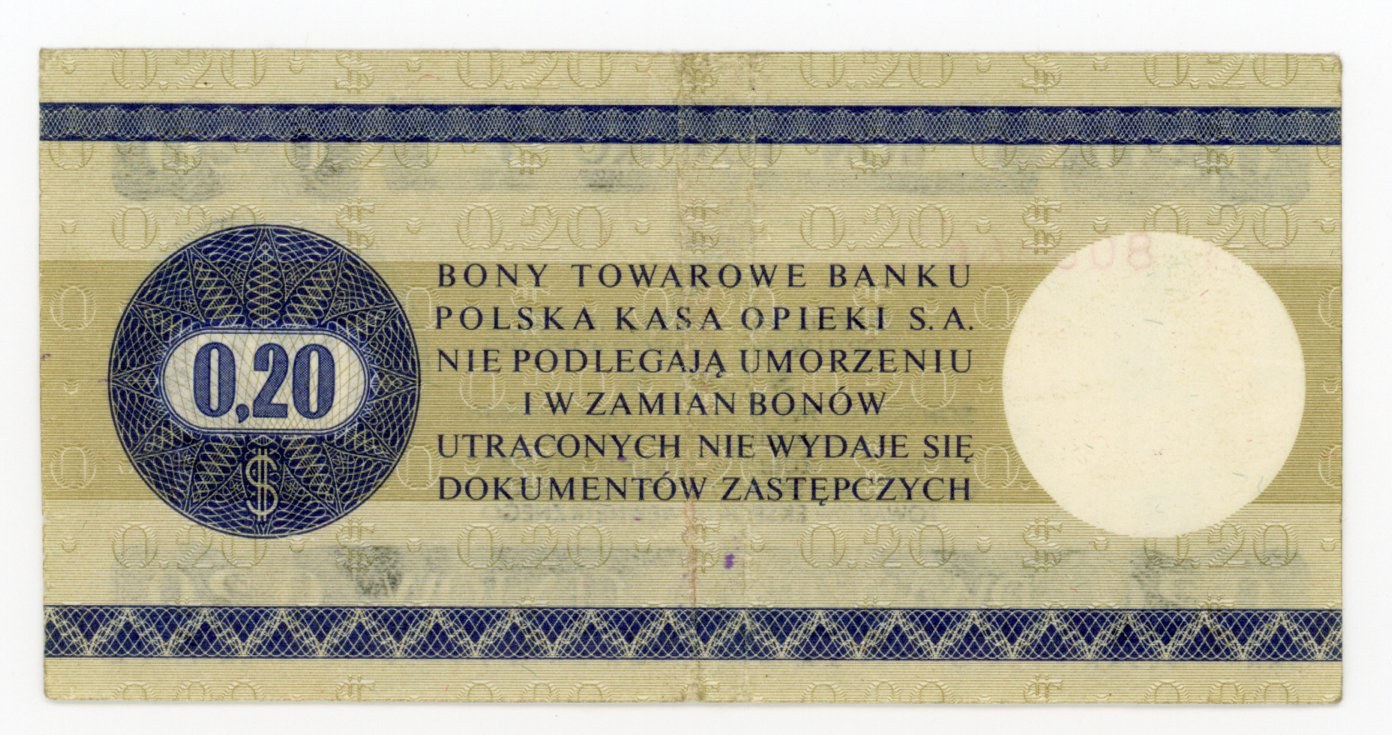 0,20
$
BONY TOWAROWE BANKU
POLSKA KASA OPIEKI S.A.
NIE PODLEGAJĄ UMORZENIU
I W ZAMIAN BONÓW
UTRACONYCH NIE WYDAJE SIĘ
DOKUMENTÓW ZASTĘPCZYCH